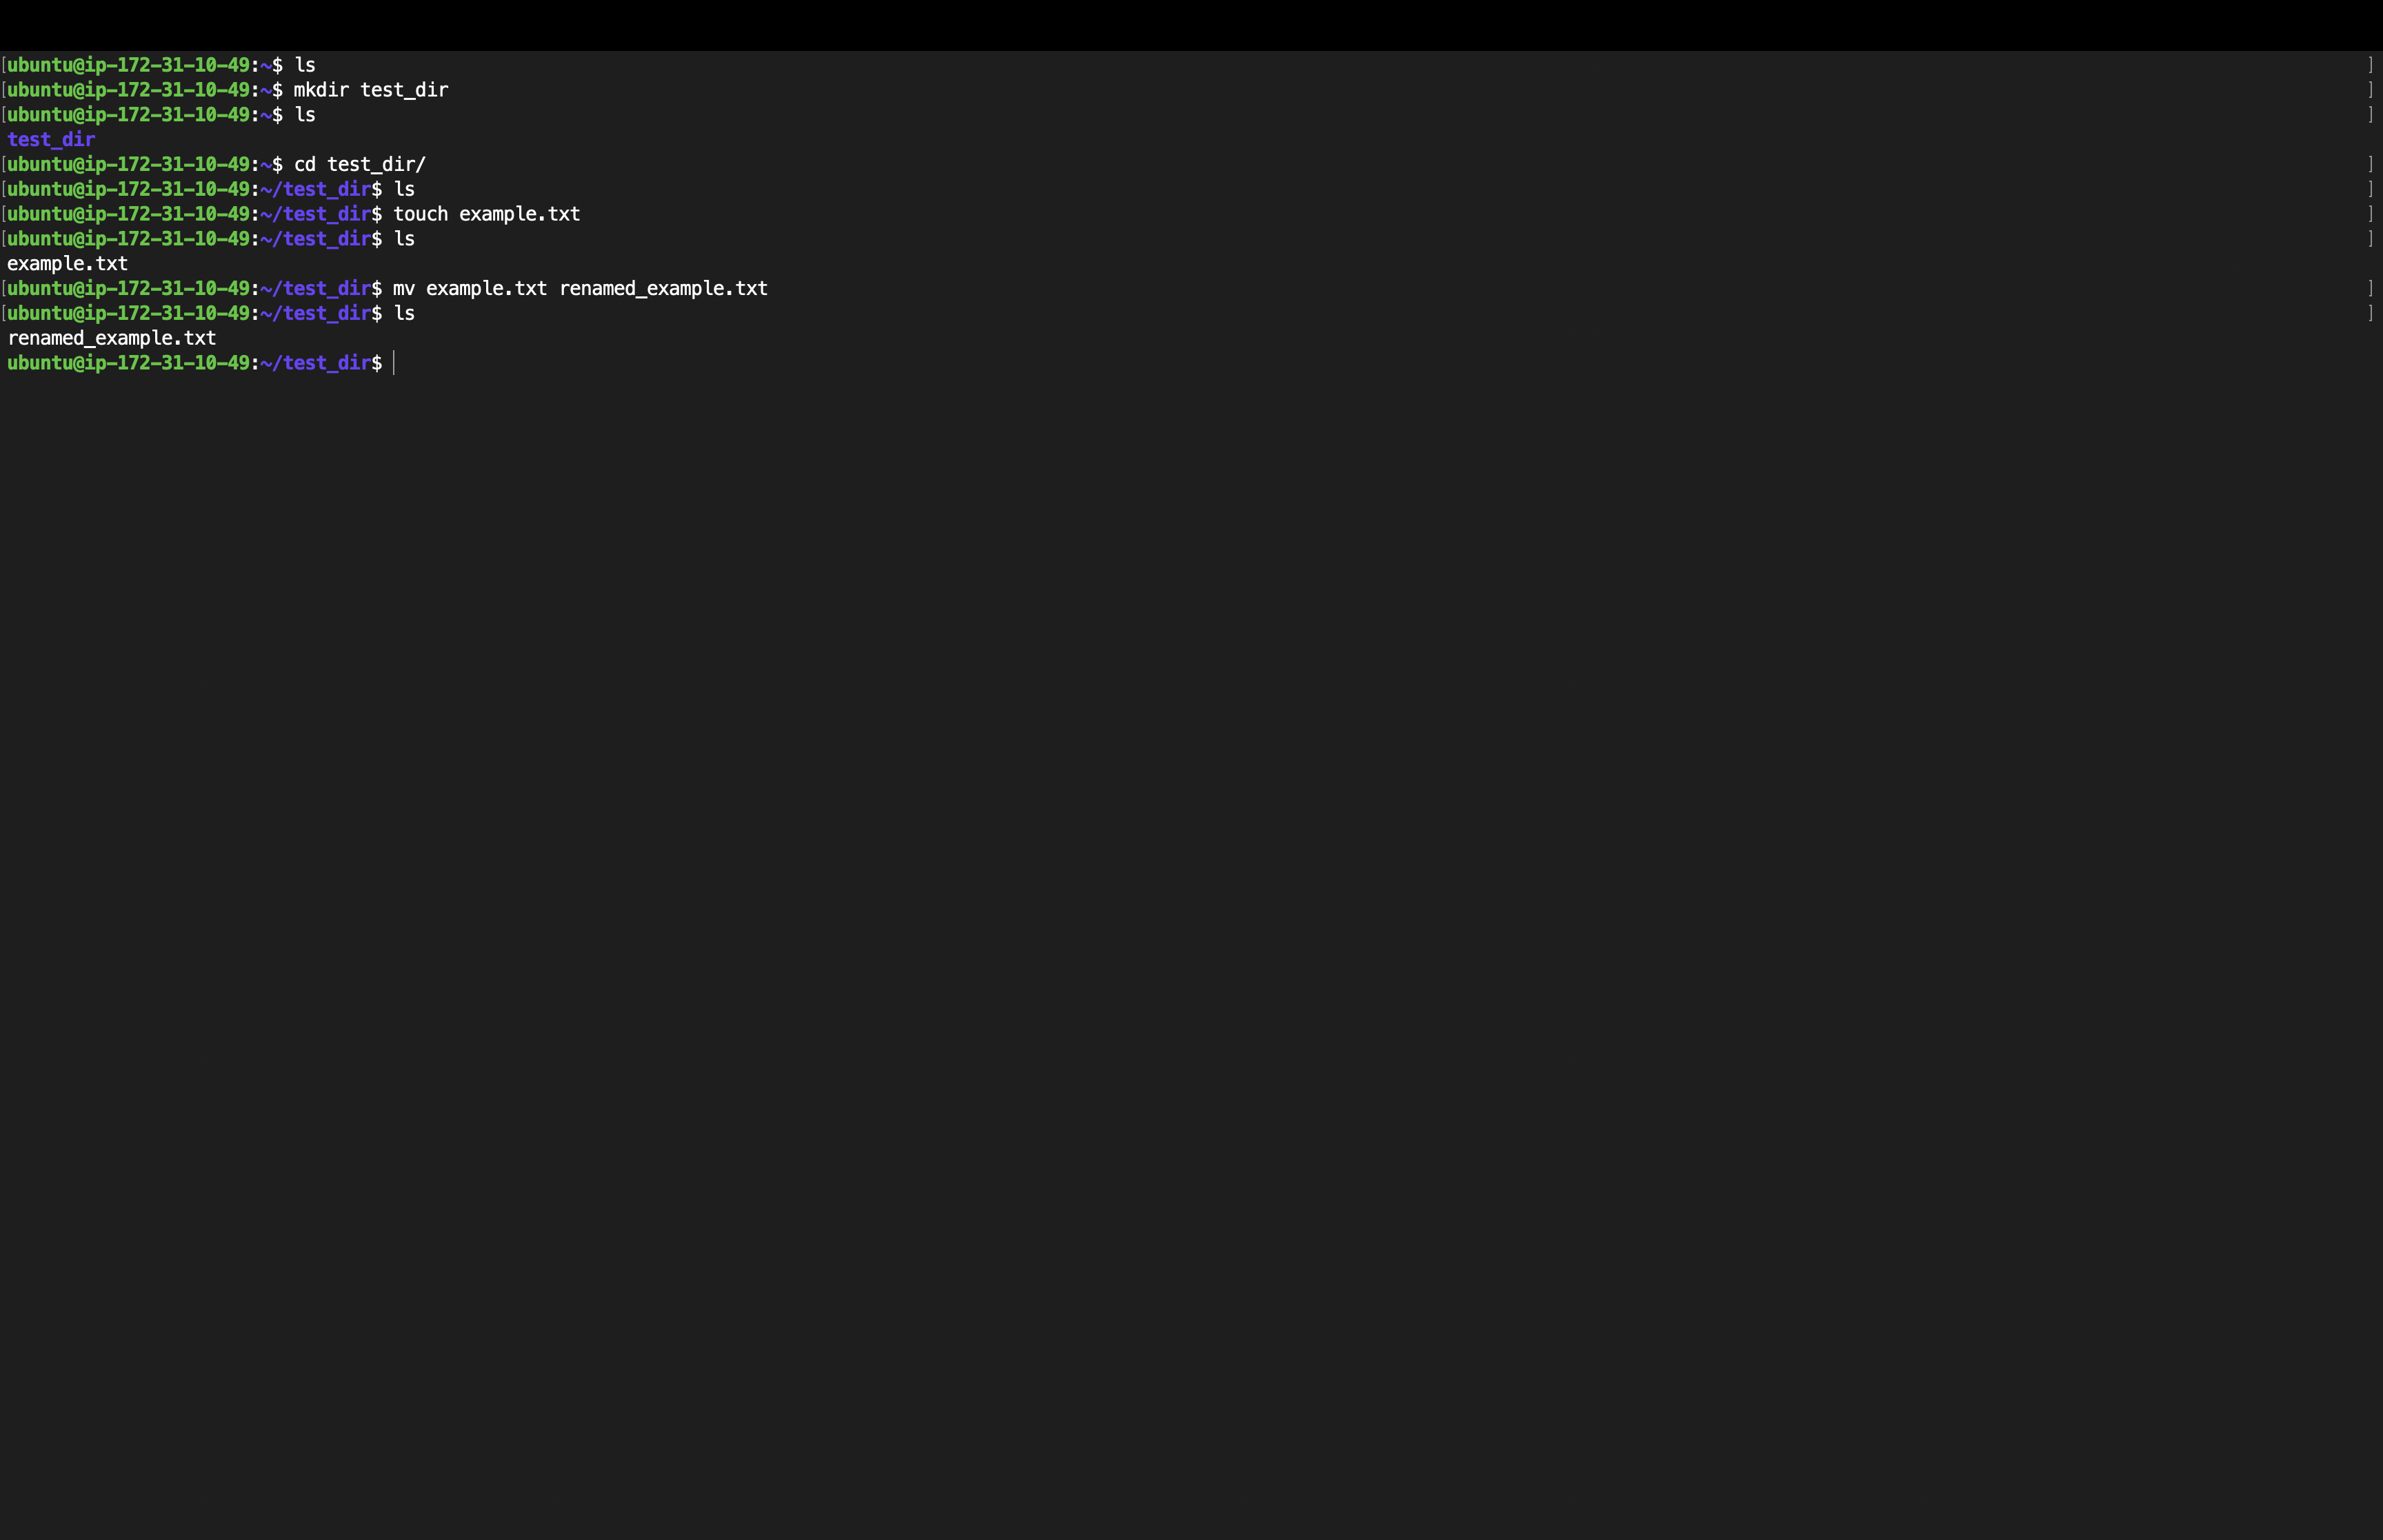 [ubuntu@ip-172-31-10-49:~$ ls ]
[ubuntu@ip-172-31-10-49:~$ mkdir test_dir ]
[ubuntu@ip-172-31-10-49:~$ ls ]
test_dir
[ubuntu@ip-172-31-10-49:~$ cd test_dir/ ]
[ubuntu@ip-172-31-10-49:~/test_dir$ ls ]
[ubuntu@ip-172-31-10-49:~/test_dir$ touch example.txt ]
[ubuntu@ip-172-31-10-49:~/test_dir$ ls ]
example.txt
[ubuntu@ip-172-31-10-49:~/test_dir$ mv example.txt renamed_example.txt ]
[ubuntu@ip-172-31-10-49:~/test_dir$ ls ]
renamed_example.txt
ubuntu@ip-172-31-10-49:~/test_dir$